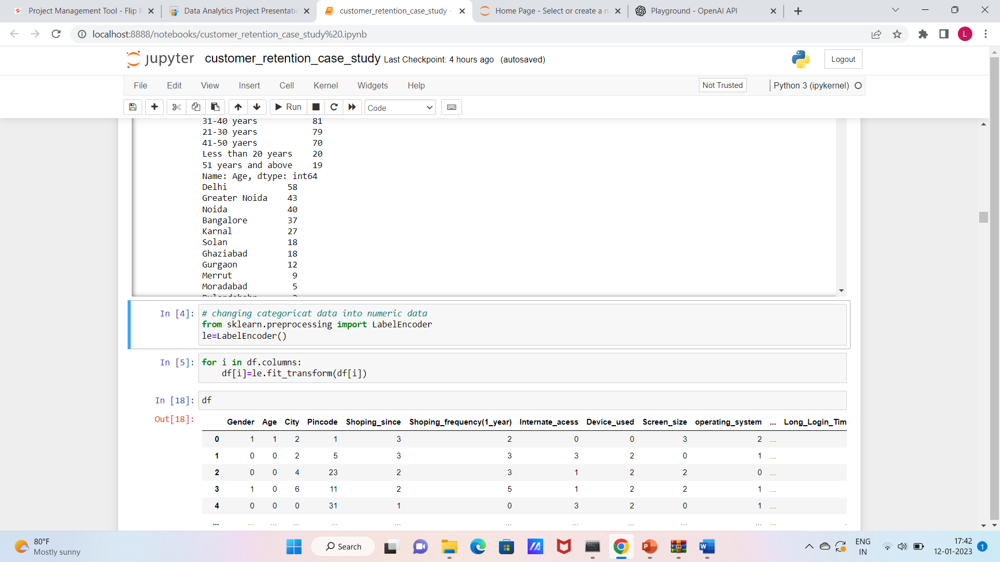 Project Management Tool - Flip R
Data Analytics Project Presentatic
customer_retention_case_study -
Home Page - Select or create a n
Playground - OpenAI API
localhost:8888/notebooks/customer_retention_case_study%20.ipynb
L
jupyter customer_retention_case_study Last Checkpoint: 4 hours ago (autosaved)
Logout
File Edit View Insert Cell Kernel Widgets Help
Not Trusted
Python 3 (ipykernel)
Run
Code
31-40 years 81
21-30 years 79
41-50 yaers 70
Less than 20 years 20
51 years and above 19
Name: Age, dtype: int64
Delhi 58
Greater Noida 43
Noida 40
Bangalore 37
Karnal 27
Solan 18
Ghaziabad 18
Gurgaon 12
Merrut 9
Moradabad 5
In [4]: # changing categoricat data into numeric data
from sklearn.preprocessing import LabelEncoder
le=LabelEncoder()
In [5]: for i in df.columns:
df[i]=le.fit_transform(df[i])
In [18]: df
Out[18]:
Gender Age City Pincode Shoping_since Shoping_frequency(1_year) Internate_acess Device_used Screen_size operating_system ... Long_Login_Tim
0 1 1 2 1 3 2 0 0 3 2 ...
1 0 0 2 5 3 3 3 2 0 1 ...
2 0 0 4 23 2 3 1 2 2 0 ...
3 1 0 6 11 2 5 1 2 2 1 ...
4 0 0 0 31 1 0 3 2 0 1 ...
... ... ... ... ... ... ... ... ... ... ... ...
80°F
Mostly sunny
Search
ENG
IN
17:42
12-01-2023
1